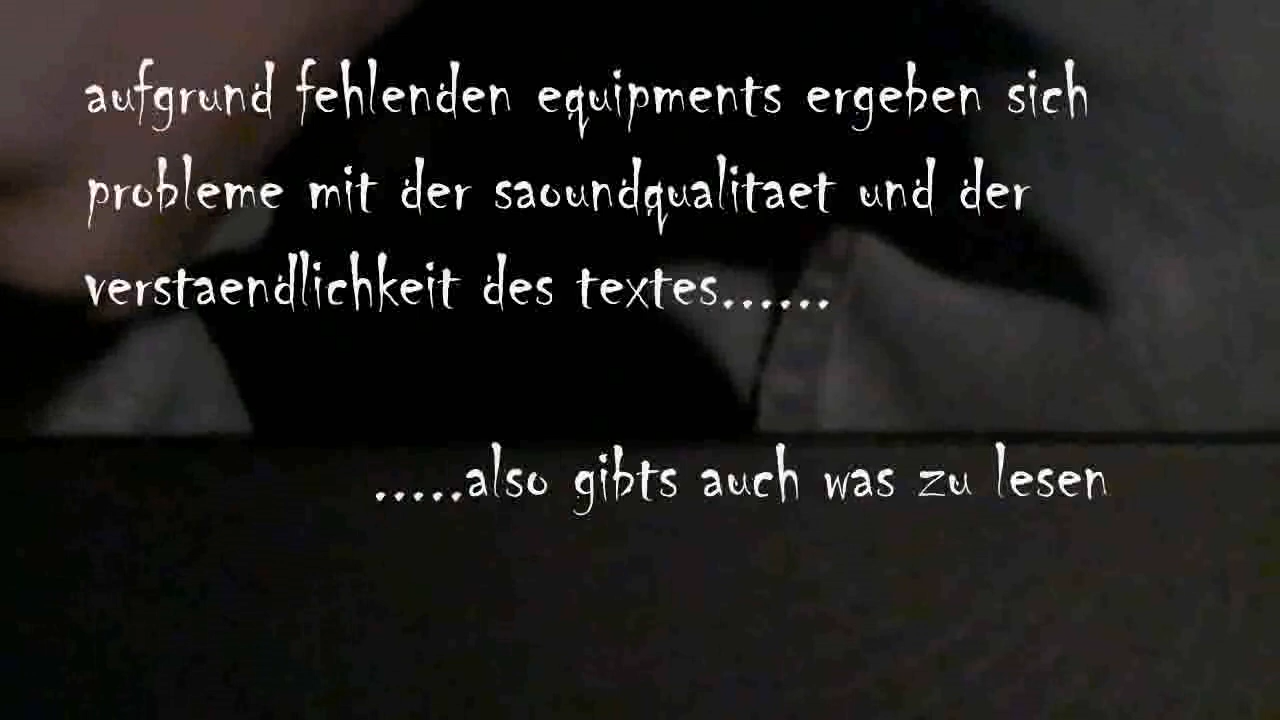 aufgrund fehlenden equipments ergeben sich
probleme mit der saoundqualitaet und der
verstaendlichkeit des textes......
.....also gibts auch was zu lesen